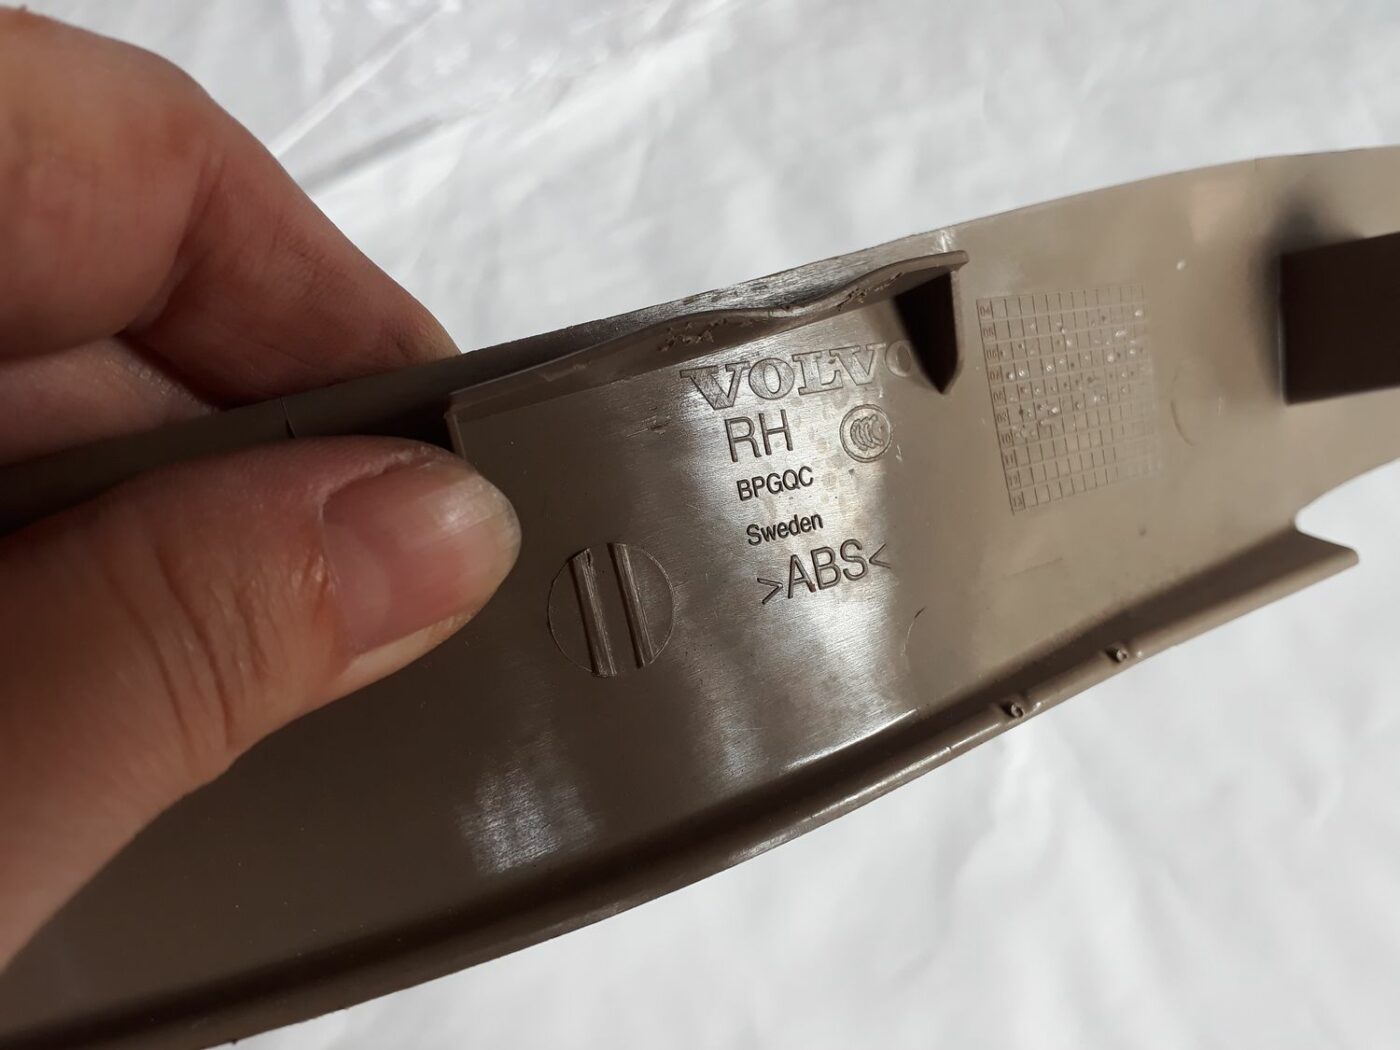 VOLVO
RH
BPGQC
Sweden
>ABS<